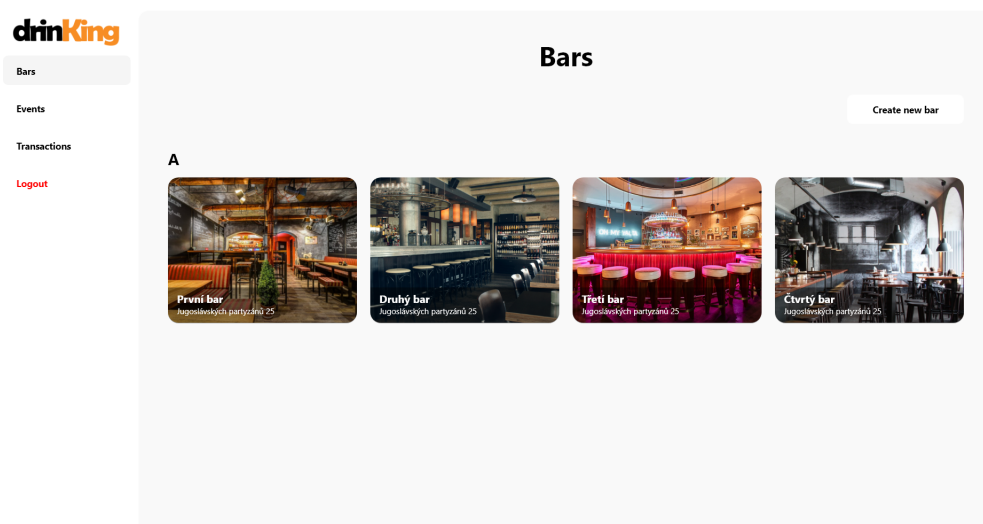 drinKing
Bars
Events
Transactions
Logout
Bars
Create new bar
A
První bar
Jugoslávských partyzánů 25
Druhý bar
Jugoslávských partyzánů 25
Třetí bar
Jugoslávských partyzánů 25
Čtvrtý bar
Jugoslávských partyzánů 25